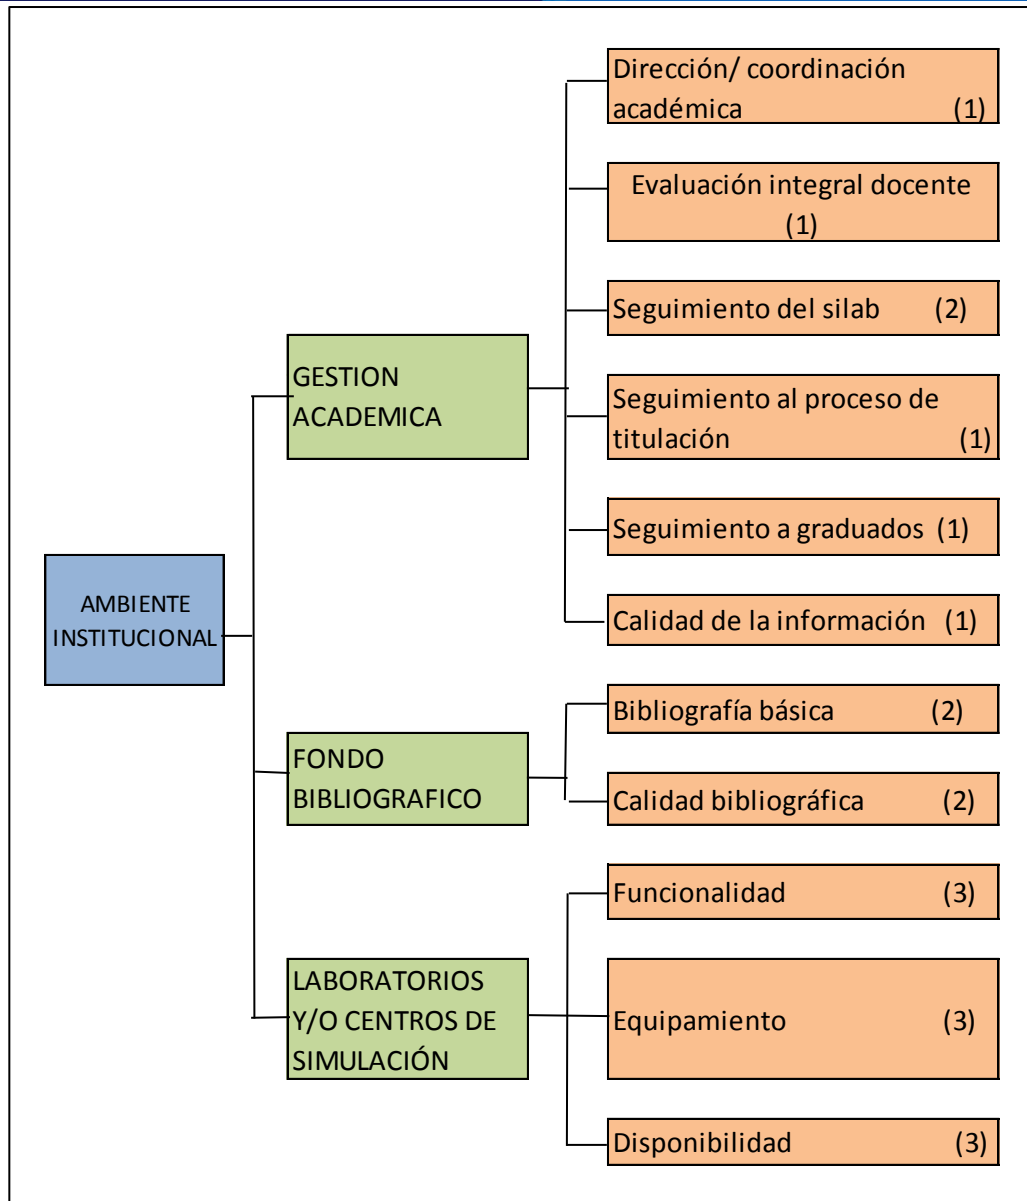 AMBIENTE
INSTITUCIONAL
GESTION
ACADEMICA
Dirección/ coordinación
académica (1)
Evaluación integral docente
(1)
Seguimiento del silab (2)
Seguimiento al proceso de
titulación (1)
Seguimiento a graduados (1)
Calidad de la información (1)
FONDO
BIBLIOGRAFICO
Bibliografía básica (2)
Calidad bibliográfica (2)
LABORATORIOS
Y/O CENTROS DE
SIMULACIÓN
Funcionalidad (3)
Equipamiento (3)
Disponibilidad (3)